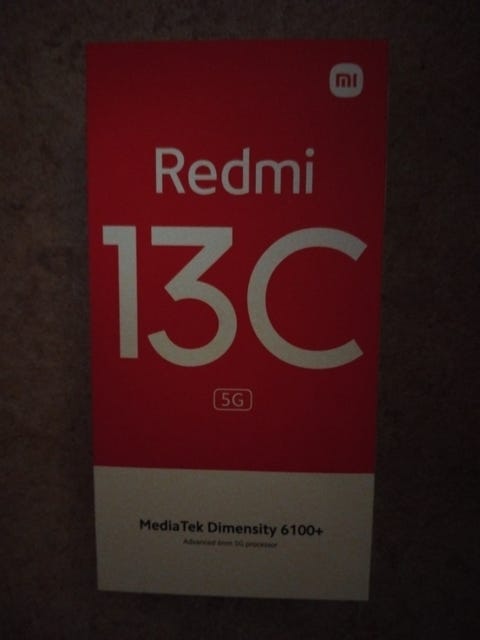 mi
Redmi
13C
5G
MediaTek Dimensity 6100+
Advanced 6nm 5G processor